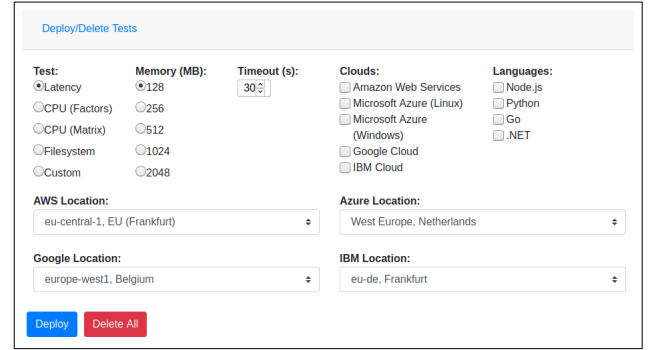 Deploy/Delete Tests
Test: Memory (MB): Timeout (s): Clouds: Languages:
Latency 128 30 Amazon Web Services Node.js
CPU (Factors) 256 Microsoft Azure (Linux) Python
CPU (Matrix) 512 Microsoft Azure Go
(Windows) .NET
Filesystem 1024 Google Cloud
Custom 2048 IBM Cloud
AWS Location: Azure Location:
eu-central-1, EU (Frankfurt) West Europe, Netherlands
Google Location: IBM Location:
europe-west1, Belgium eu-de, Frankfurt
Deploy Delete All